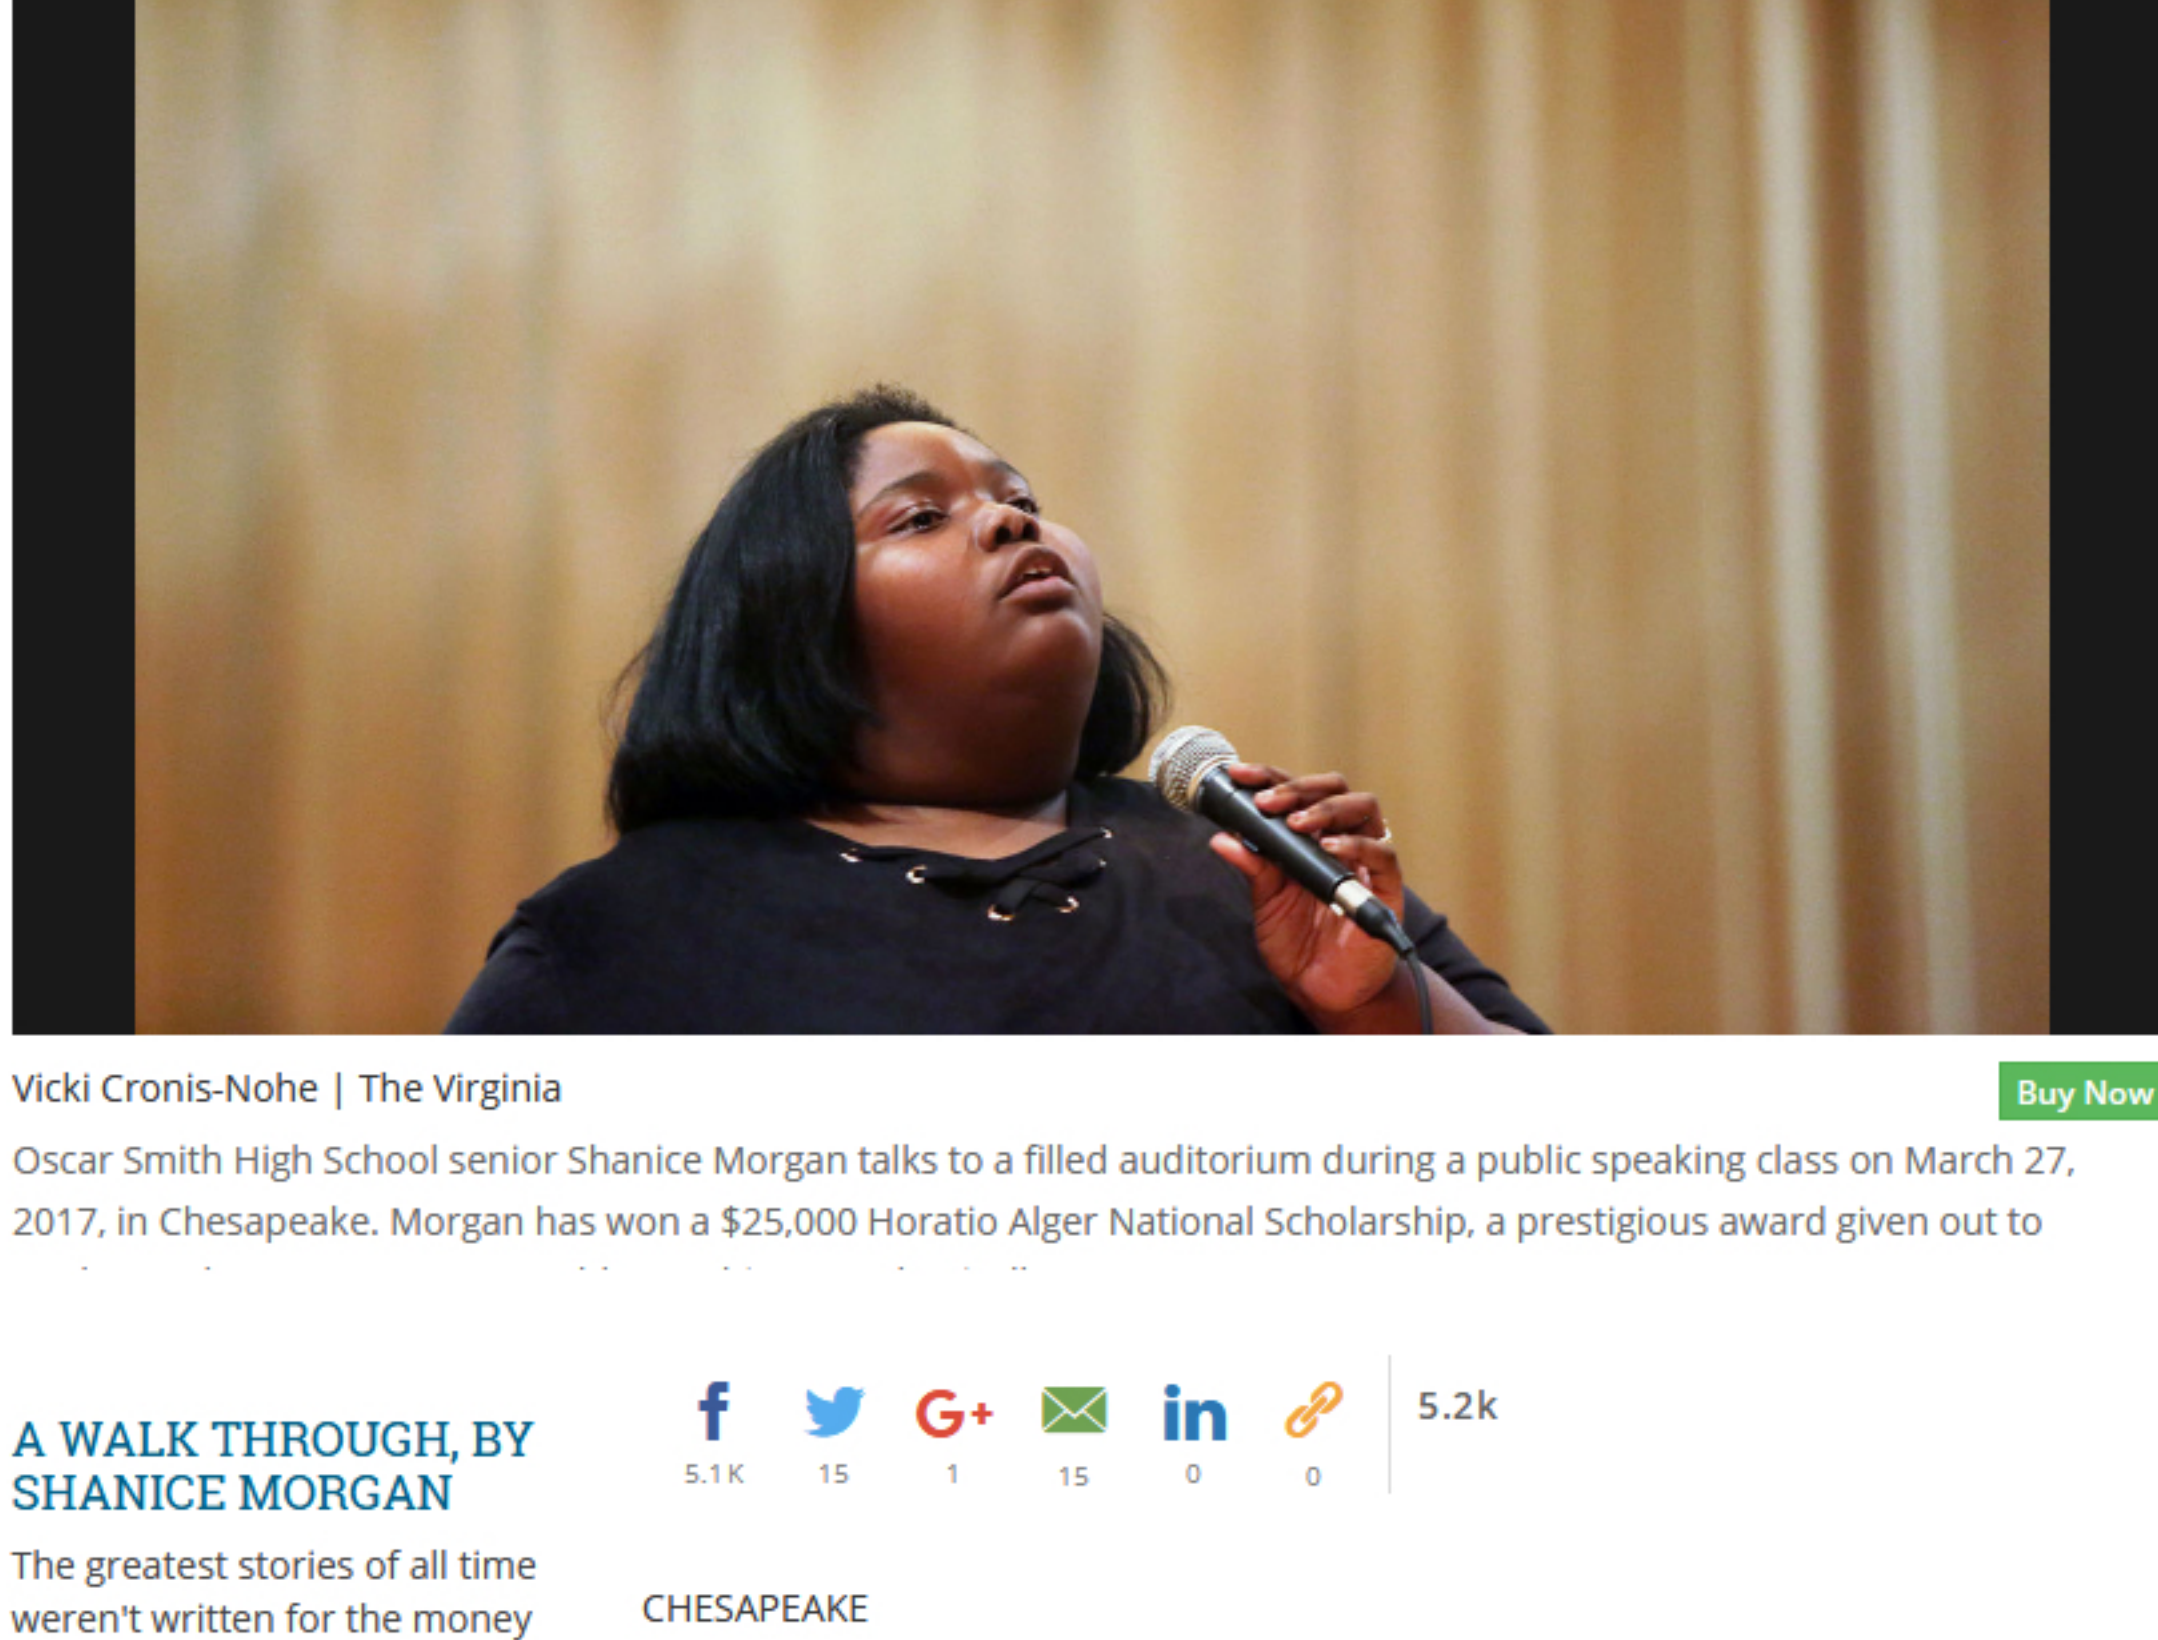 Vicki Cronis-Nohe | The Virginia
Buy Now
Oscar Smith High School senior Shanice Morgan talks to a filled auditorium during a public speaking class on March 27,
2017, in Chesapeake. Morgan has won a $25,000 Horatio Alger National Scholarship, a prestigious award given out to
f
G+
in
5.2k
5.1K
15
1
15
0
0
A WALK THROUGH, BY
SHANICE MORGAN
The greatest stories of all time
weren't written for the money
CHESAPEAKE